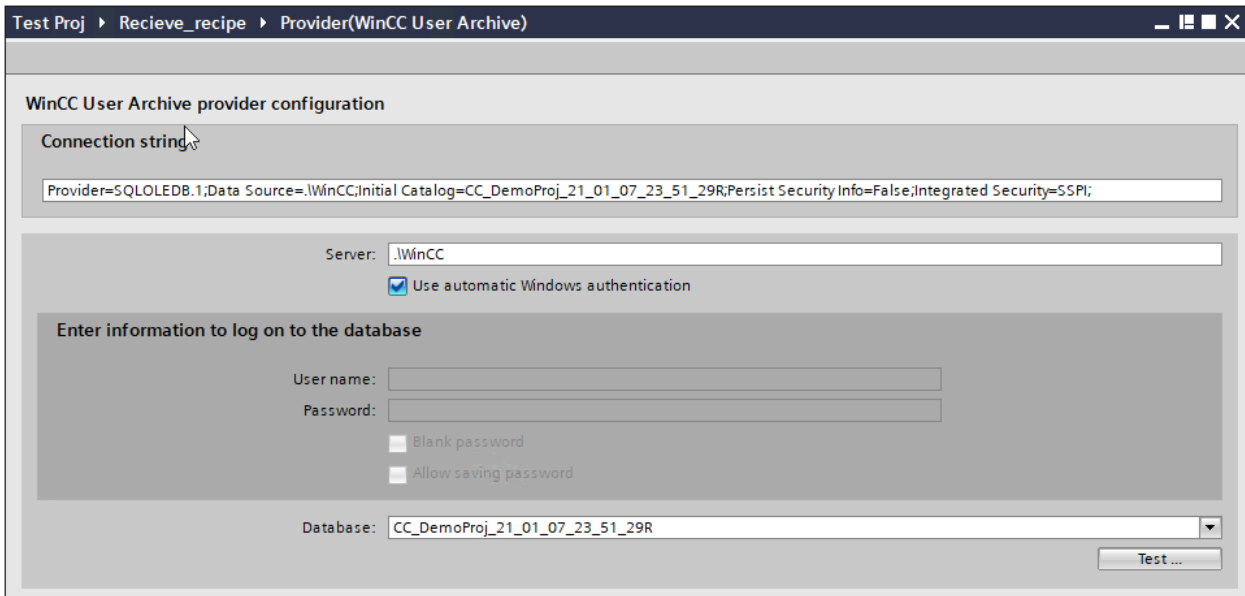 Test Proj ▸ Recieve_recipe ▸ Provider(WinCC User Archive)
WinCC User Archive provider configuration
Connection string
Provider=SQLOLEDB.1;Data Source=.\WinCC;Initial Catalog=CC_DemoProj_21_01_07_23_51_29R;Persist Security Info=False;Integrated Security=SSPI;
Server: .\WinCC
Use automatic Windows authentication
Enter information to log on to the database
User name:
Password:
Blank password
Allow saving password
Database: CC_DemoProj_21_01_07_23_51_29R
Test ...